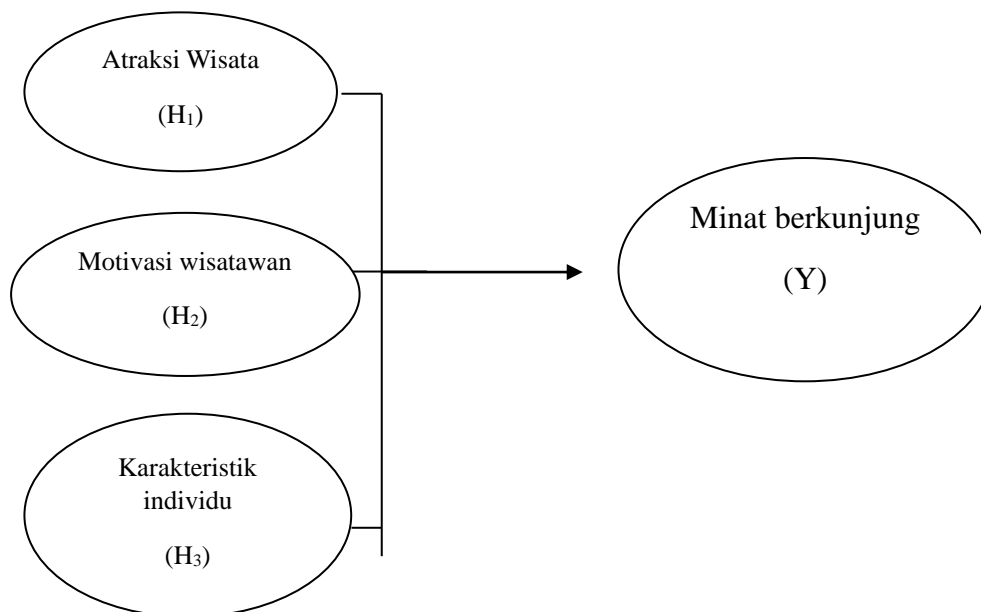 Atraksi Wisata
(H₁)
Motivasi wisatawan
(H₂)
Karakteristik
individu
(H₃)
Minat berkunjung
(Y)